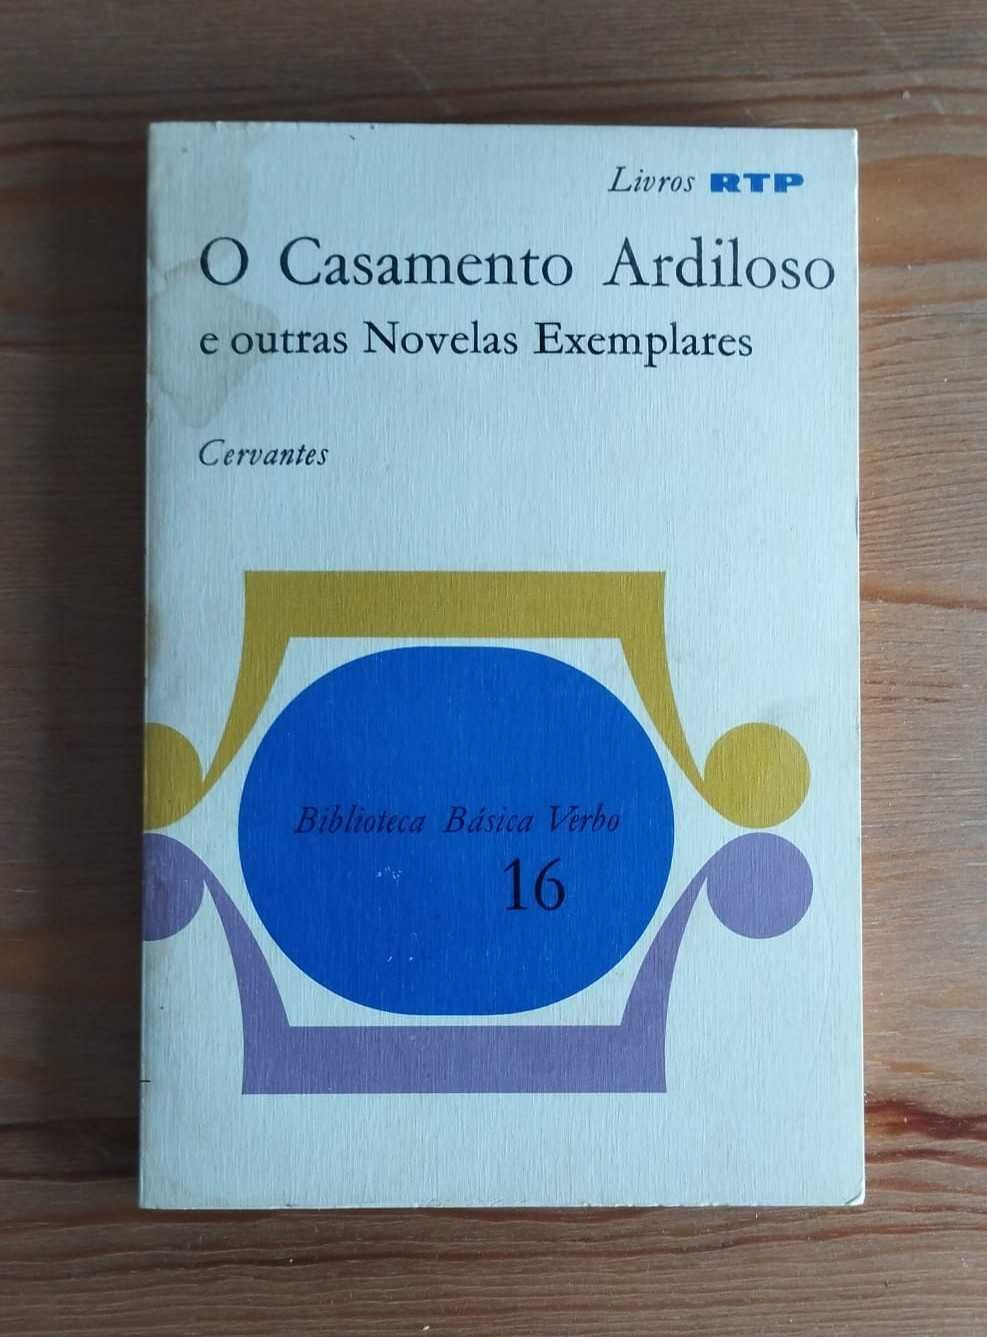 Livros RTP
O Casamento Ardiloso
e outras Novelas Exemplares
Cervantes
Biblioteca Básica Verbo
16